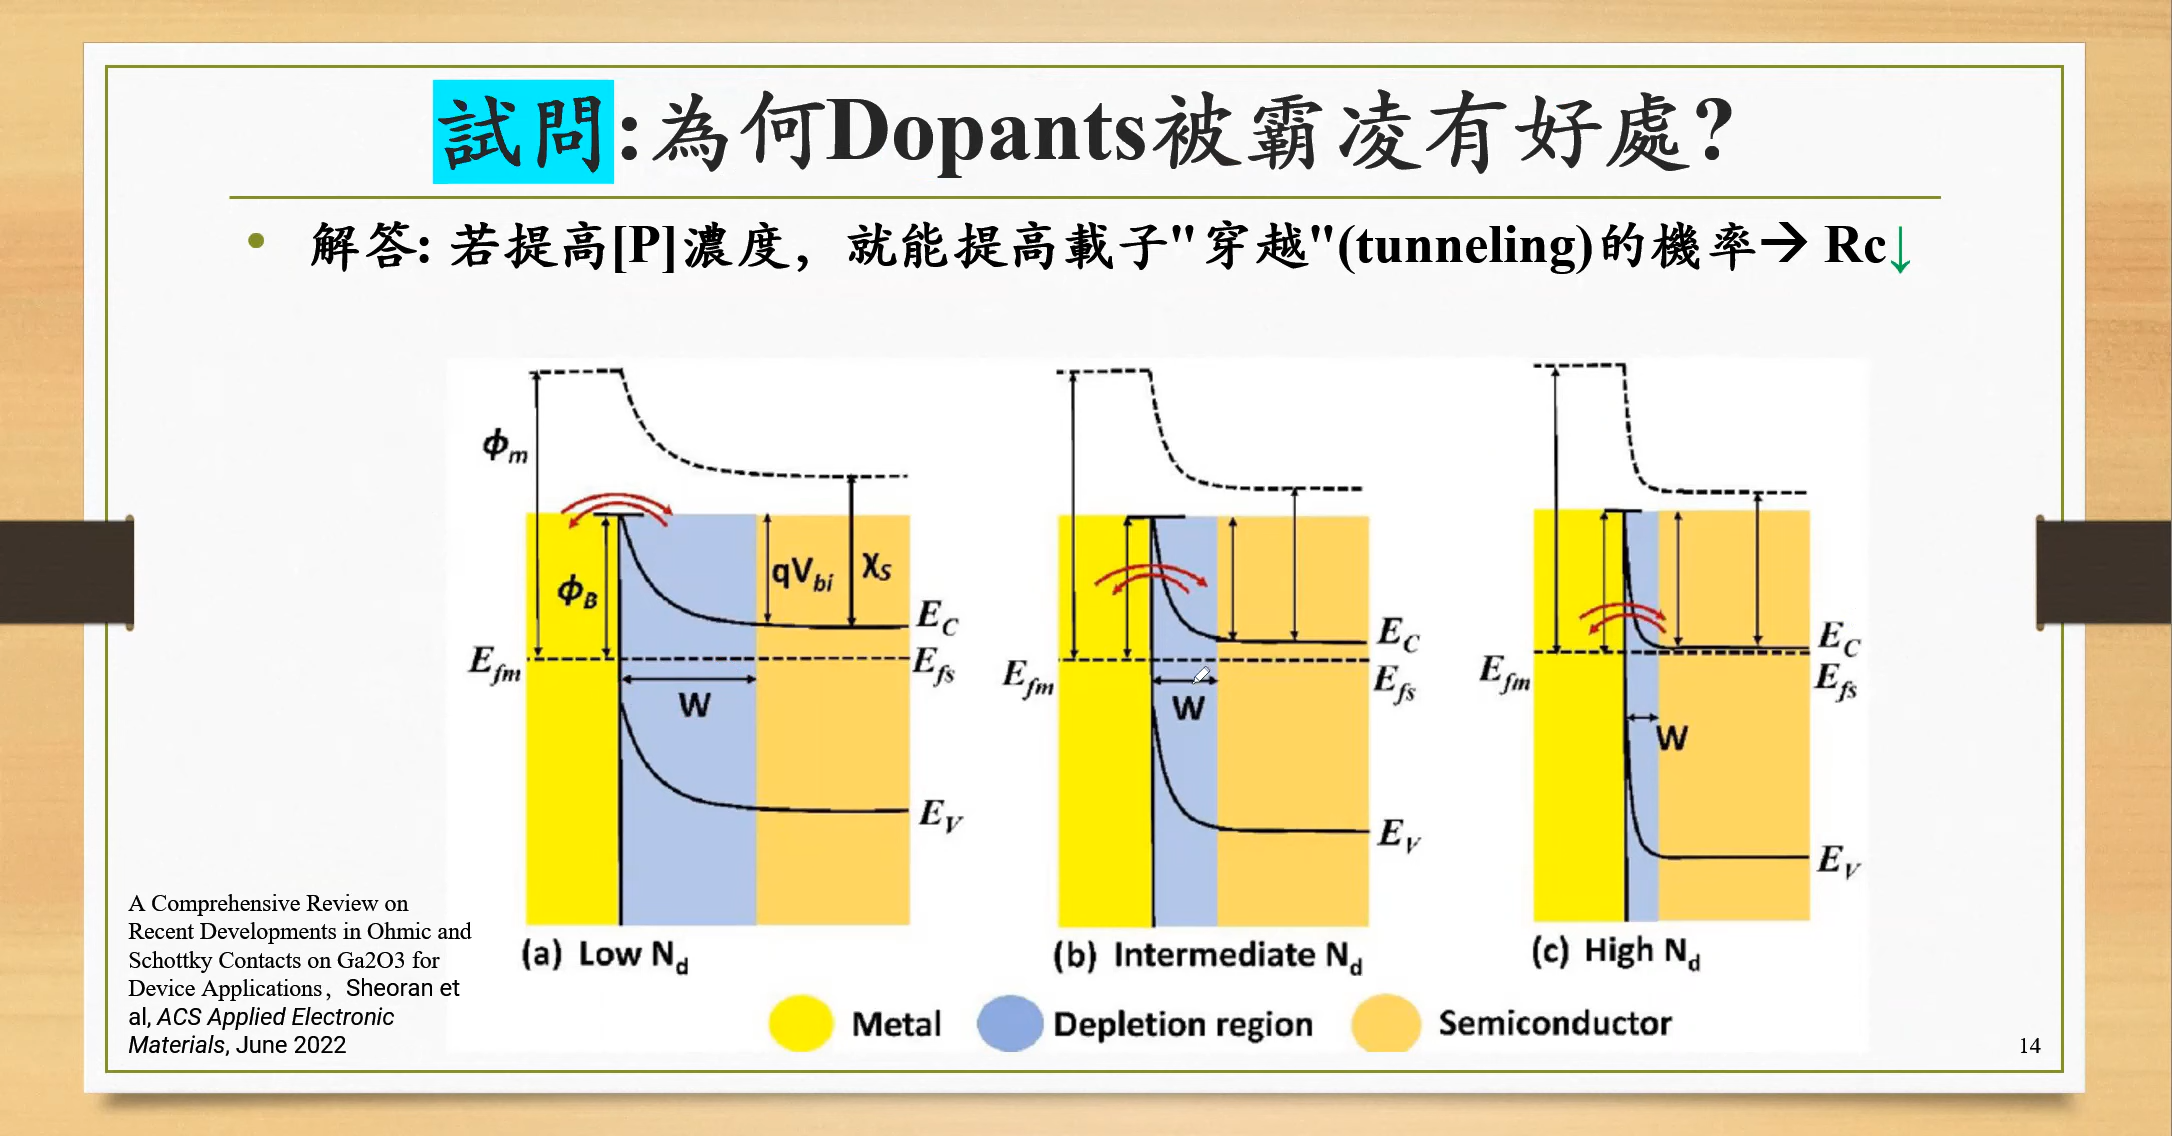 試問:為何Dopants被霸凌有好處?
• 解答: 若提高[P]濃度，就能提高載子"穿越"(tunneling)的機率→ Rc↓
ϕm
ϕB
qVbi
χS
EC
Efm
Efs
W
EV
(a) Low Nd
EC
Efm
Efs
W
EV
(b) Intermediate Nd
EC
Efm
Efs
W
EV
(c) High Nd
Metal
Depletion region
Semiconductor
A Comprehensive Review on
Recent Developments in Ohmic and
Schottky Contacts on Ga2O3 for
Device Applications，Sheoran et
al, ACS Applied Electronic
Materials, June 2022
14